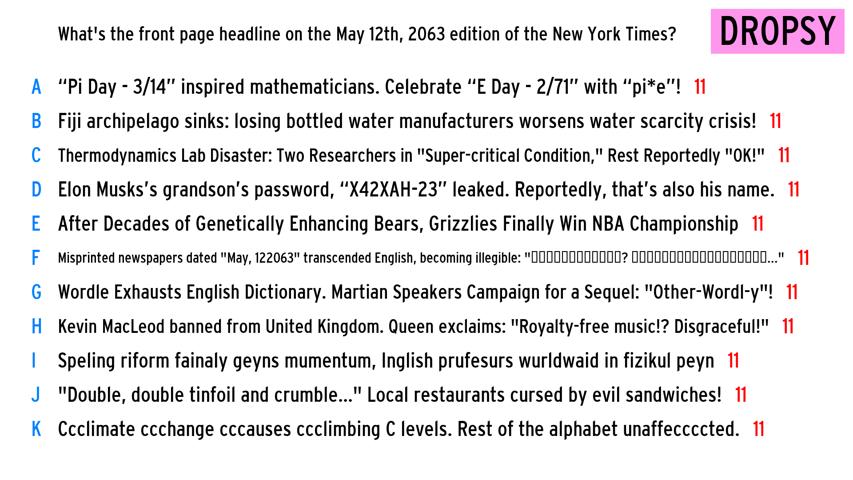 What's the front page headline on the May 12th, 2063 edition of the New York Times?
DROPSY
A “Pi Day - 3/14” inspired mathematicians. Celebrate “E Day - 2/71” with “pi*e”! 11
B Fiji archipelago sinks: losing bottled water manufacturers worsens water scarcity crisis! 11
C Thermodynamics Lab Disaster: Two Researchers in "Super-critical Condition," Rest Reportedly "OK!" 11
D Elon Musks’s grandson’s password, “X42XAH-23” leaked. Reportedly, that’s also his name. 11
E After Decades of Genetically Enhancing Bears, Grizzlies Finally Win NBA Championship 11
F Misprinted newspapers dated "May, 122063" transcended English, becoming illegible: "▯▯▯▯▯▯▯▯▯▯▯▯? ▯▯▯▯▯▯▯▯▯▯▯▯▯▯▯▯▯▯..." 11
G Wordle Exhausts English Dictionary. Martian Speakers Campaign for a Sequel: "Other-Wordl-y"! 11
H Kevin MacLeod banned from United Kingdom. Queen exclaims: "Royalty-free music!? Disgraceful!" 11
I Speling riform fainaly geyns mumentum, Inglish prufesurs wurldwaid in fizikul peyn 11
J "Double, double tinfoil and crumble..." Local restaurants cursed by evil sandwiches! 11
K Ccclimate ccchange cccauses ccclimbing C levels. Rest of the alphabet unaffecccccted. 11